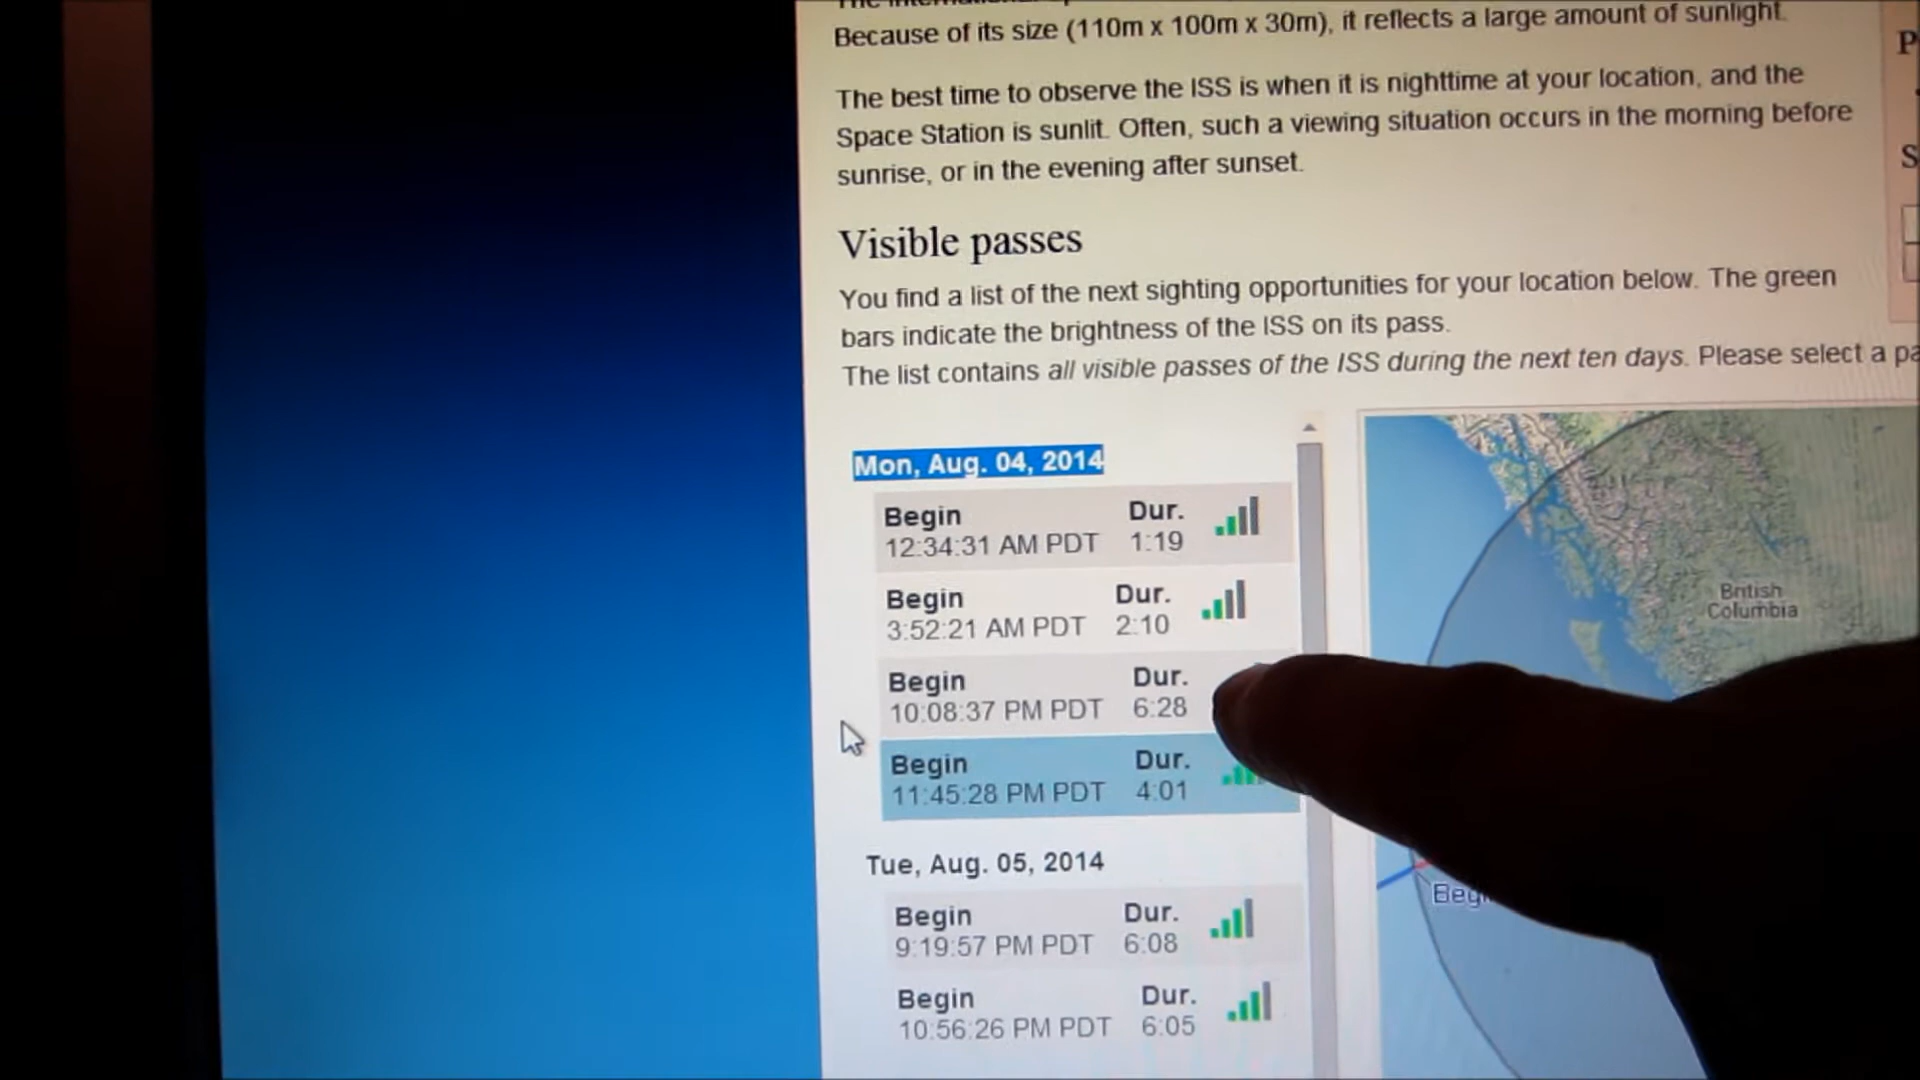 Because of its size (110m x 100m x 30m), it reflects a large amount of sunlight.
The best time to observe the ISS is when it is nighttime at your location, and the
Space Station is sunlit. Often, such a viewing situation occurs in the morning before
sunrise, or in the evening after sunset.
Visible passes
You find a list of the next sighting opportunities for your location below. The green
bars indicate the brightness of the ISS on its pass.
The list contains all visible passes of the ISS during the next ten days. Please select a
Mon, Aug. 04, 2014
Begin Dur.
12:34:31 AM PDT 1:19
Begin Dur.
3:52:21 AM PDT 2:10
Begin Dur.
10:08:37 PM PDT 6:28
Begin Dur.
11:45:28 PM PDT 4:01
Tue, Aug. 05, 2014
Begin Dur.
9:19:57 PM PDT 6:08
Begin Dur.
10:56:26 PM PDT 6:05
British
Columbia